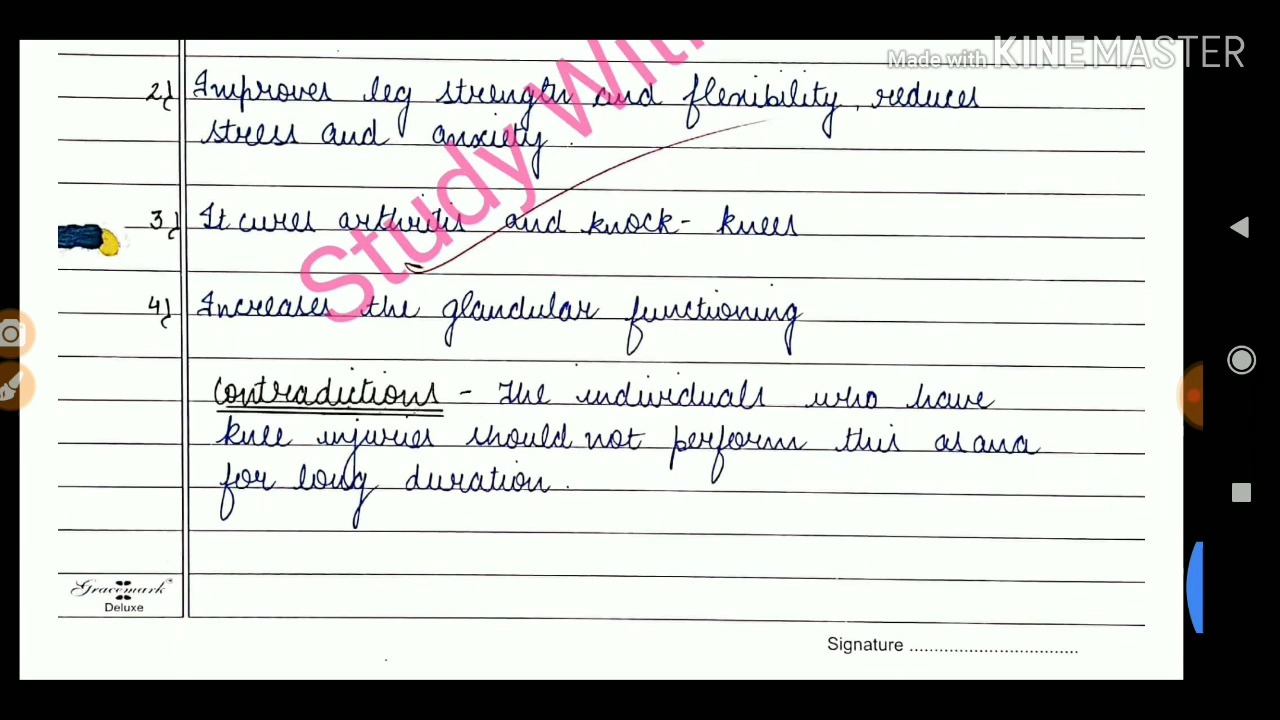 Made with KINEMASTER
2} Improves leg strength and flexibility, reduces
stress and anxiety.
Study With
3} It cures arthritis and knock-knees
4} Increases the glandular functioning
Contradictions - The individuals who have
knee injuries should not perform this asana
for long duration.
Gracemark
Deluxe
Signature ..................................